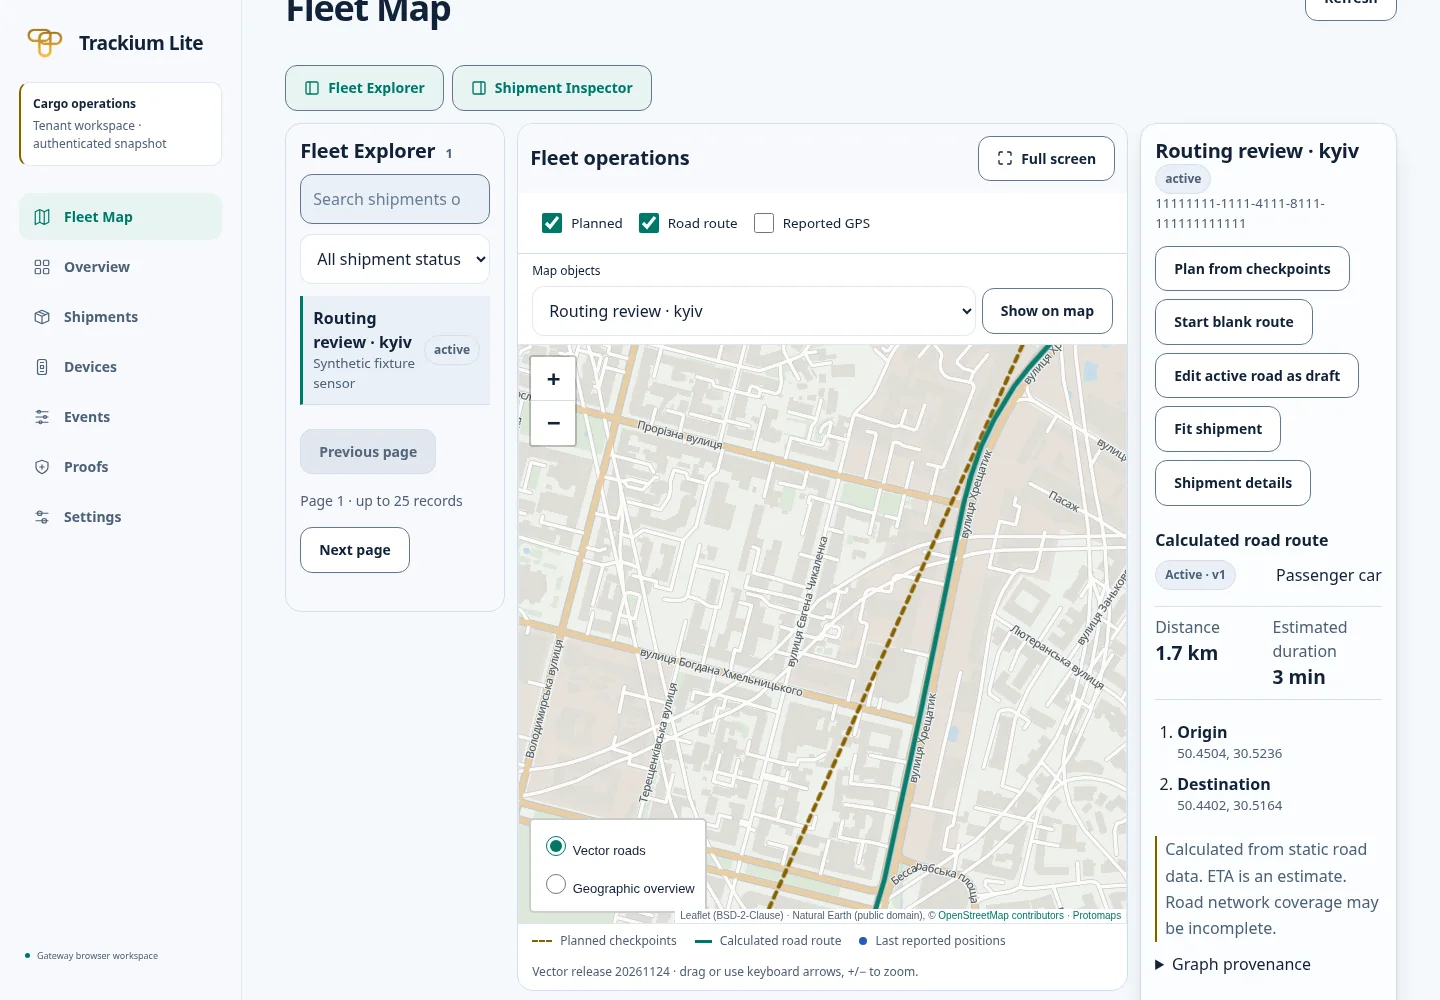 Trackium Lite
Cargo operations
Tenant workspace ·
authenticated snapshot
Fleet Map
Overview
Shipments
Devices
Events
Proofs
Settings
Gateway browser workspace
Fleet Map
Refresh
Fleet Explorer
Shipment Inspector
Fleet Explorer 1
Search shipments o
All shipment status
Routing
review · kyiv
active
Synthetic fixture
sensor
Previous page
Page 1 · up to 25 records
Next page
Fleet operations
Full screen
Planned
Road route
Reported GPS
Map objects
Routing review · kyiv
Show on map
+
−
Прорізна вулиця
вулиця Хрещатик
Пасаж
вулиця Євгена Чикаленка
Лютеранська вулиця
вулиця Богдана Хмельницького
Володимирська вулиця
Терещенківська вулиця
вулиця Хрещатик
Бессарабська площа
Vector roads
Geographic overview
Leaflet (BSD-2-Clause) · Natural Earth (public domain), © OpenStreetMap contributors · Protomaps
Planned checkpoints
Calculated road route
Last reported positions
Vector release 20261124 · drag or use keyboard arrows, +/− to zoom.
Routing review · kyiv
active
11111111-1111-4111-8111-
111111111111
Plan from checkpoints
Start blank route
Edit active road as draft
Fit shipment
Shipment details
Calculated road route
Active · v1
Passenger car
Distance
1.7 km
Estimated
duration
3 min
1. Origin
50.4504, 30.5236
2. Destination
50.4402, 30.5164
Calculated from static road
data. ETA is an estimate.
Road network coverage may
be incomplete.
Graph provenance